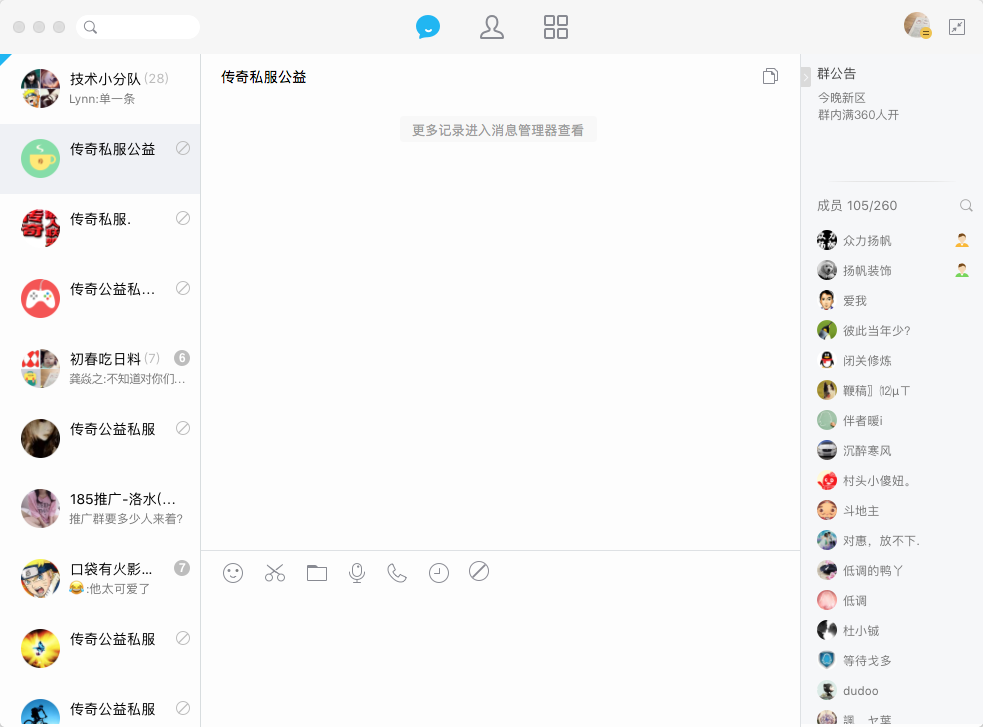 技术小分队 (28)
Lynn:单一条
传奇私服公益
传奇私服.
传奇公益私...
初春吃日料 (7) 6
龚焱之:不知道对你们...
传奇公益私服
185推广-洛水(...
推广群要多少人来着?
口袋有火影... 7
😂:他太可爱了
传奇公益私服
传奇公益私服
传奇私服公益
更多记录进入消息管理器查看
群公告
今晚新区
群内满360人开
成员 105/260
众力扬帆
扬帆装饰
爱我
彼此当年少?
闭关修炼
鞭稿〗⑿μㄒ
伴者暖i
沉醉寒风
村头小傻妞。
斗地主
对惠，放不下.
低调的鸭丫
低调
杜小铖
等待戈多
dudoo